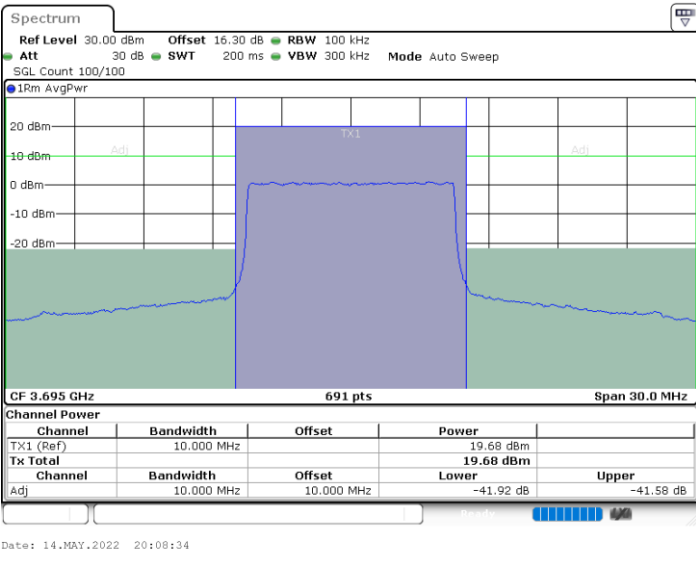 Spectrum
Ref Level 30.00 dBm Offset 16.30 dB RBW 100 kHz
Att 30 dB SWT 200 ms VBW 300 kHz Mode Auto Sweep
SGL Count 100/100
1Rm AvgPwr
20 dBm
TX1
Adj Adj
10 dBm
0 dBm
-10 dBm
-20 dBm
CF 3.695 GHz 691 pts Span 30.0 MHz
Channel Power
Channel Bandwidth Offset Power
TX1 (Ref) 10.000 MHz 19.68 dBm
Tx Total 19.68 dBm
Channel Bandwidth Offset Lower Upper
Adj 10.000 MHz 10.000 MHz -41.92 dB -41.58 dB
Ready
Date: 14.MAY.2022 20:08:34